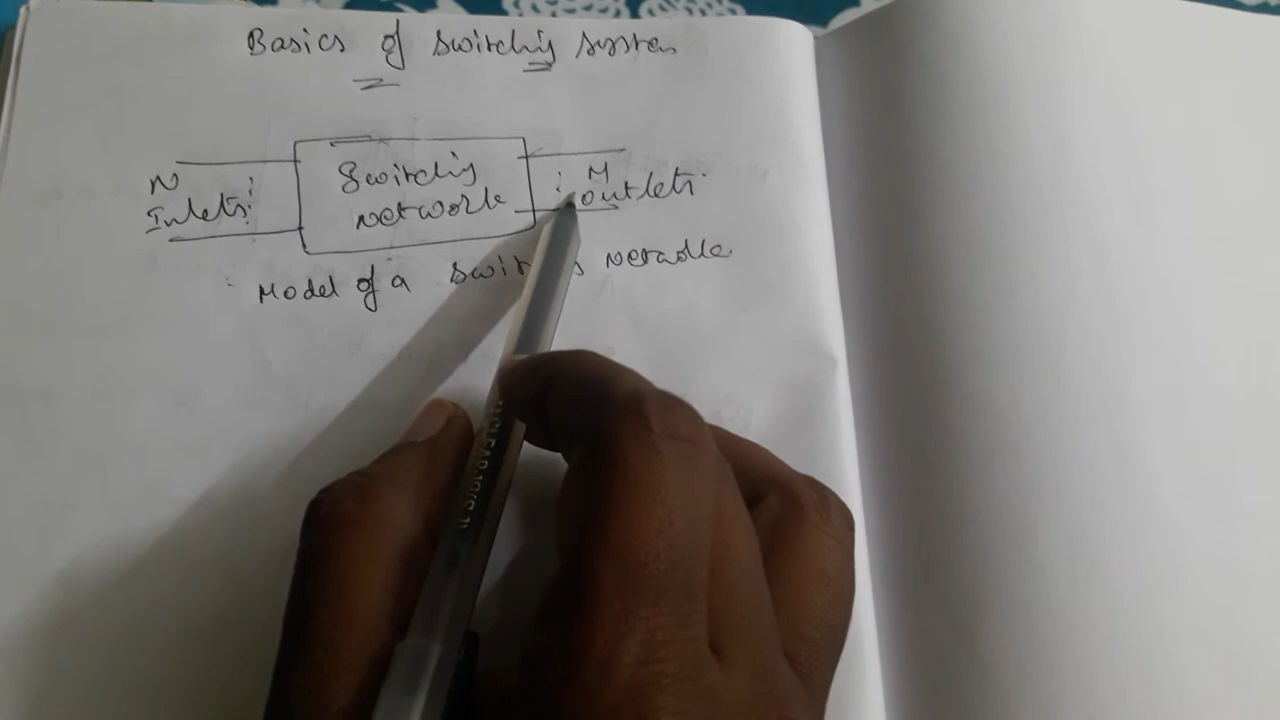 Basics of switching system
N
Inlets
Switching
network
M
outlets
Model of a network